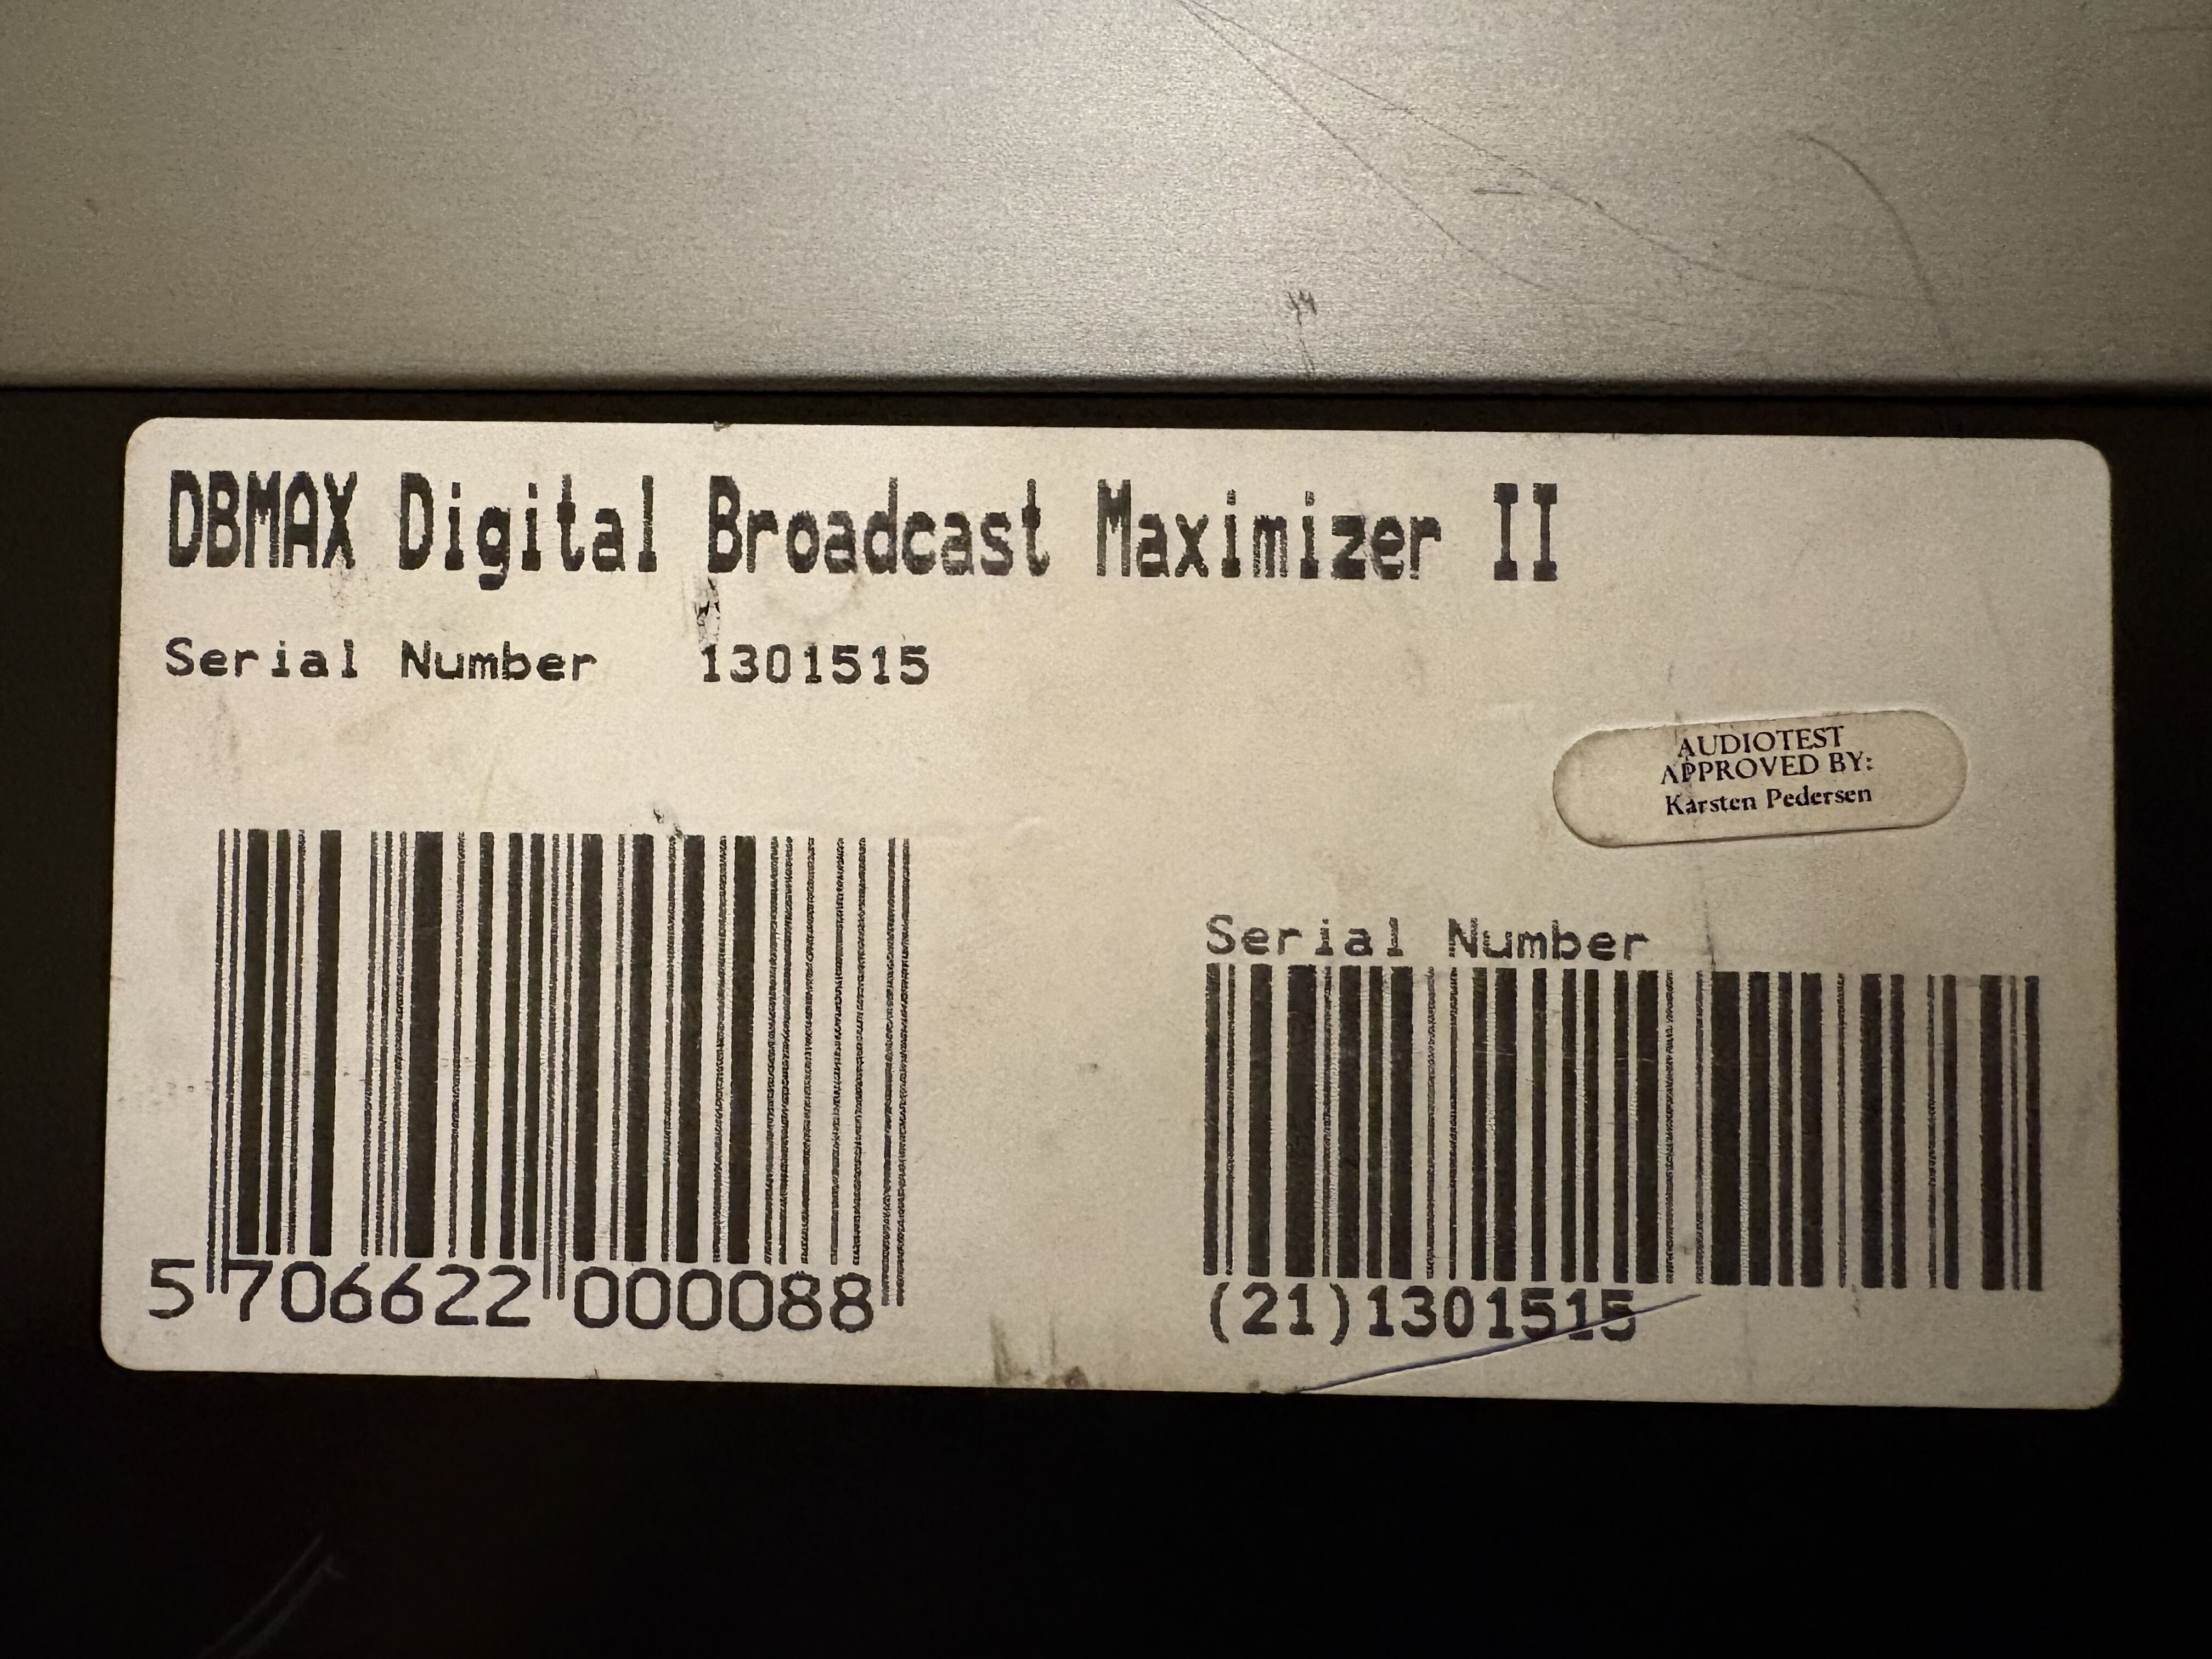 DBMAX Digital Broadcast Maximizer II
Serial Number 1301515
AUDIOTEST
APPROVED BY:
Karsten Pedersen
Serial Number
5 706622 000088
(21)1301515